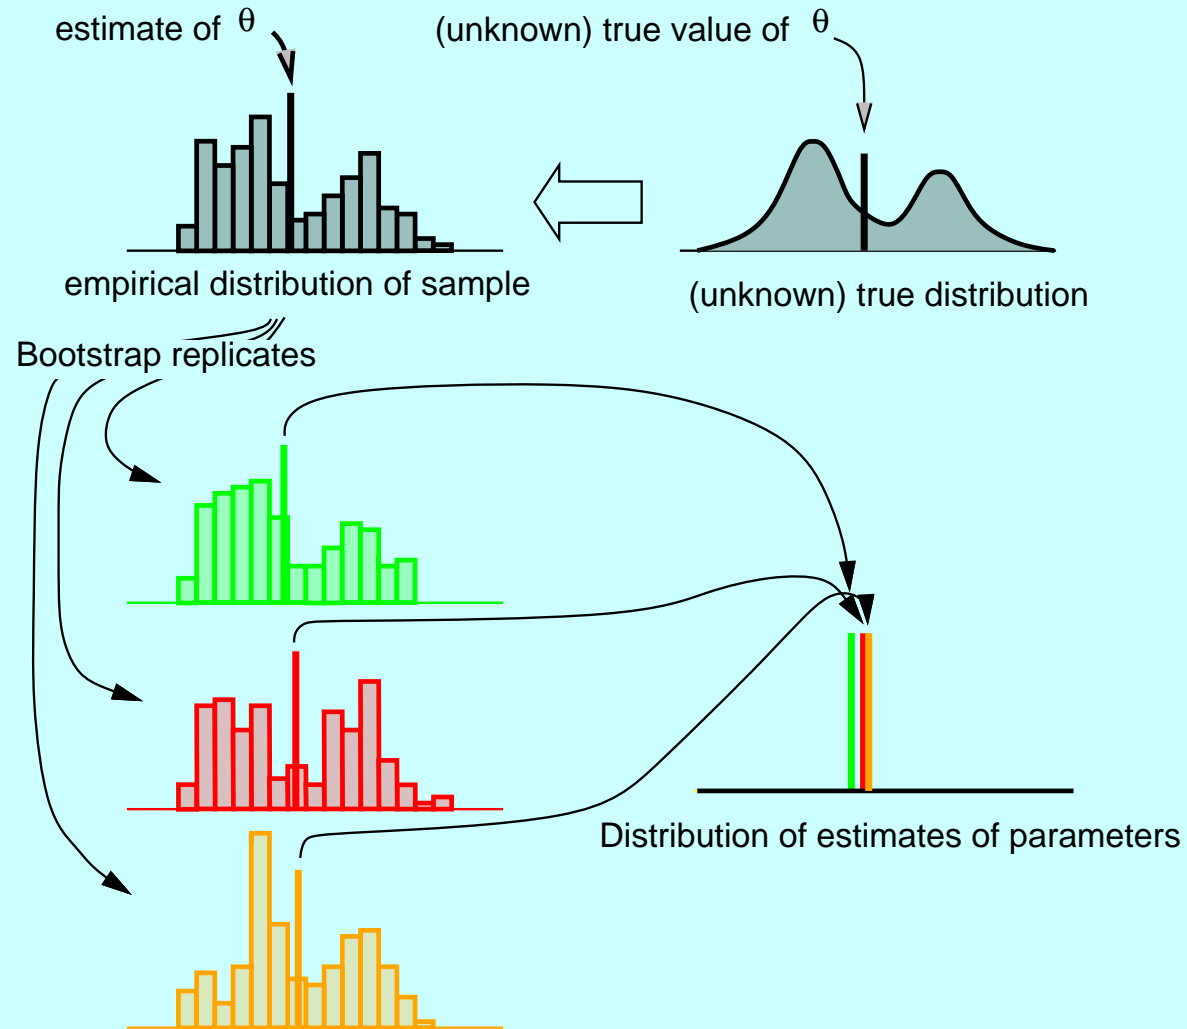 estimate of θ
(unknown) true value of θ
empirical distribution of sample
(unknown) true distribution
Bootstrap replicates
Distribution of estimates of parameters